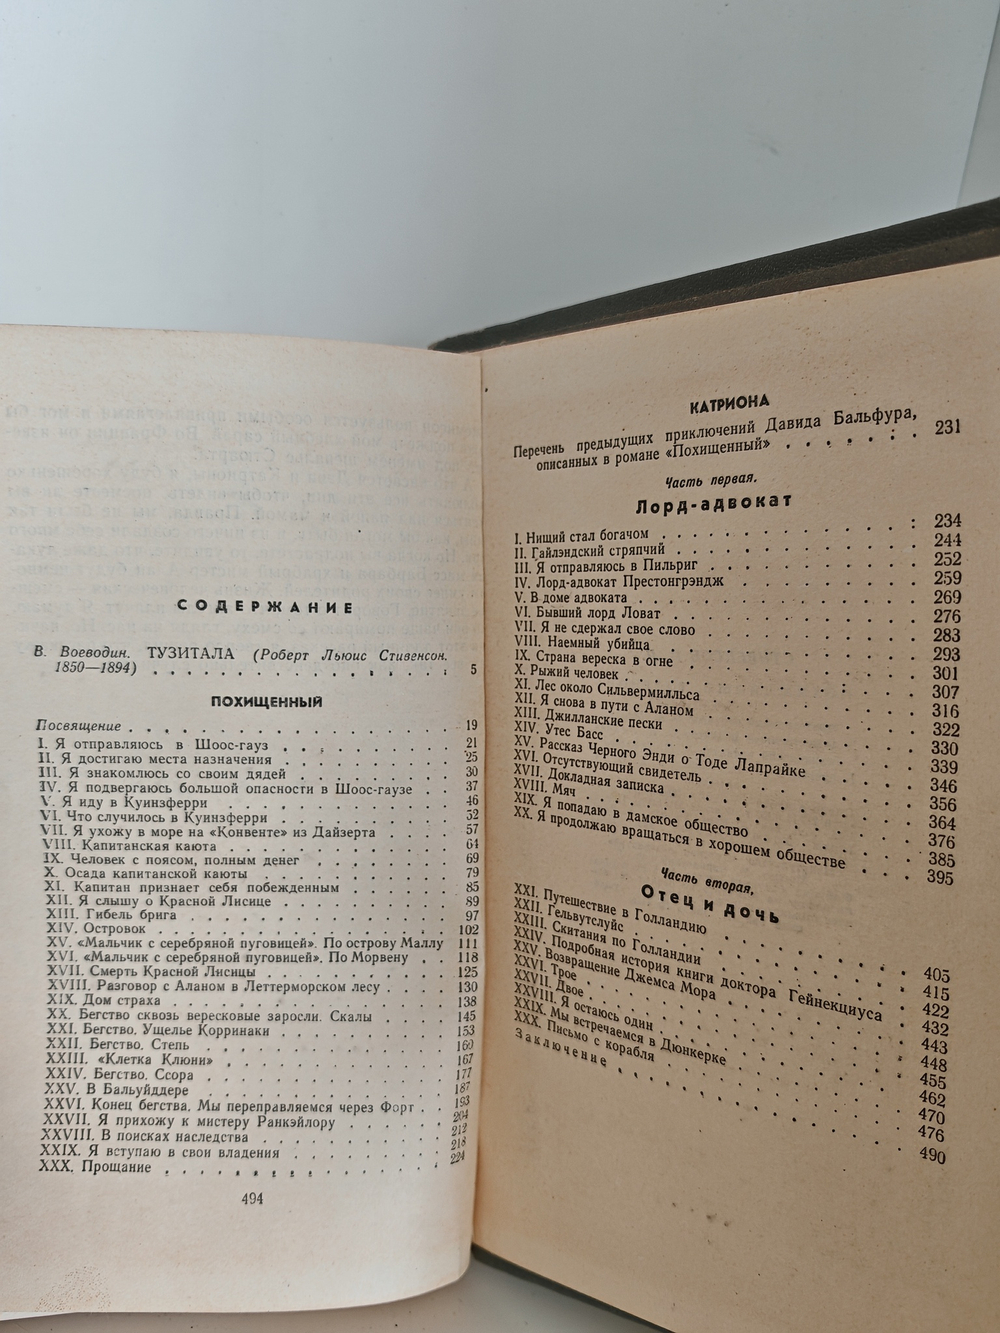 СОДЕРЖАНИЕ
В. Воеводин. ТУЗИТАЛА (Роберт Льюис Стивенсон.
1850—1894) . . . . . . . . . . . . . . . 5
ПОХИЩЕННЫЙ
Посвящение . . . . . . . . . . . . . . . 19
I. Я отправляюсь в Шоос-гауз . . . . . . . . 21
II. Я достигаю места назначения . . . . . . . . 25
III. Я знакомлюсь со своим дядей . . . . . . . 30
IV. Я подвергаюсь большой опасности в Шоос-гаузе . . 37
V. Я иду в Куинзферри . . . . . . . . . . 46
VI. Что случилось в Куинзферри . . . . . . . . 52
VII. Я ухожу в море на «Конвенте» из Дайзерта . . . . 57
VIII. Капитанская каюта . . . . . . . . . . 64
IX. Человек с поясом, полным денег . . . . . . 69
X. Осада капитанской каюты . . . . . . . . . 79
XI. Капитан признает себя побежденным . . . . . 85
XII. Я слышу о Красной Лисице . . . . . . . . 89
XIII. Гибель брига . . . . . . . . . . . . 97
XIV. Островок . . . . . . . . . . . . . . 102
XV. «Мальчик с серебряной пуговицей». По острову Маллу 111
XVI. «Мальчик с серебряной пуговицей». По Морвену . . 118
XVII. Смерть Красной Лисицы . . . . . . . . . 125
XVIII. Разговор с Аланом в Леттерморском лесу . . . . 130
XIX. Дом страха . . . . . . . . . . . . . 138
XX. Бегство сквозь вересковые заросли. Скалы . . . . 145
XXI. Бегство. Ущелье Корринаки . . . . . . . . 153
XXII. Бегство. Степь . . . . . . . . . . . . 160
XXIII. «Клетка Клюни» . . . . . . . . . . . 167
XXIV. Бегство. Ссора . . . . . . . . . . . . 177
XXV. В Бальуйддере . . . . . . . . . . . . 187
XXVI. Конец бегства. Мы переправляемся через Форт . . 193
XXVII. Я прихожу к мистеру Ранкэйлору . . . . . . 204
XXVIII. В поисках наследства . . . . . . . . . 212
XXIX. Я вступаю в свои владения . . . . . . . . 218
XXX. Прощание . . . . . . . . . . . . . . 224
494
КАТРИОНА
Перечень предыдущих приключений Давида Бальфура,
описанных в романе «Похищенный» . . . . . . . 231
Часть первая.
Лорд-адвокат
I. Нищий стал богачом . . . . . . . . . . . 234
II. Гайлэндский стряпчий . . . . . . . . . . 244
III. Я отправляюсь в Пильриг . . . . . . . . . 252
IV. Лорд-адвокат Престонгрэндж . . . . . . . . 259
V. В доме адвоката . . . . . . . . . . . . 269
VI. Бывший лорд Ловат . . . . . . . . . . . 276
VII. Я не сдержал свое слово . . . . . . . . . 283
VIII. Наемный убийца . . . . . . . . . . . 293
IX. Страна вереска в огне . . . . . . . . . . 301
X. Рыжий человек . . . . . . . . . . . . . 307
XI. Лес около Сильвермилльса . . . . . . . . . 316
XII. Я снова в пути с Аланом . . . . . . . . . 322
XIII. Джилланские пески . . . . . . . . . . 330
XIV. Утес Басс . . . . . . . . . . . . . . 339
XV. Рассказ Черного Энди о Тоде Лапрайке . . . . . 346
XVI. Отсутствующий свидетель . . . . . . . . . 356
XVII. Докладная записка . . . . . . . . . . 364
XVIII. Мяч . . . . . . . . . . . . . . . 376
XIX. Я попадаю в дамское общество . . . . . . . 385
XX. Я продолжаю вращаться в хорошем обществе . . . 395
Часть вторая.
Отец и дочь
XXI. Путешествие в Голландию . . . . . . . . . 405
XXII. Гельвутслуйс . . . . . . . . . . . . 415
XXIII. Скитания по Голландии . . . . . . . . . 422
XXIV. Подробная история книги доктора Гейнекциуса . . 432
XXV. Возвращение Джемса Мора . . . . . . . . 443
XXVI. Трое . . . . . . . . . . . . . . . 448
XXVII. Двое . . . . . . . . . . . . . . . 455
XXVIII. Я остаюсь один . . . . . . . . . . . 462
XXIX. Мы встречаемся в Дюнкерке . . . . . . . . 470
XXX. Письмо с корабля . . . . . . . . . . . 476
Заключение . . . . . . . . . . . . . . . 490